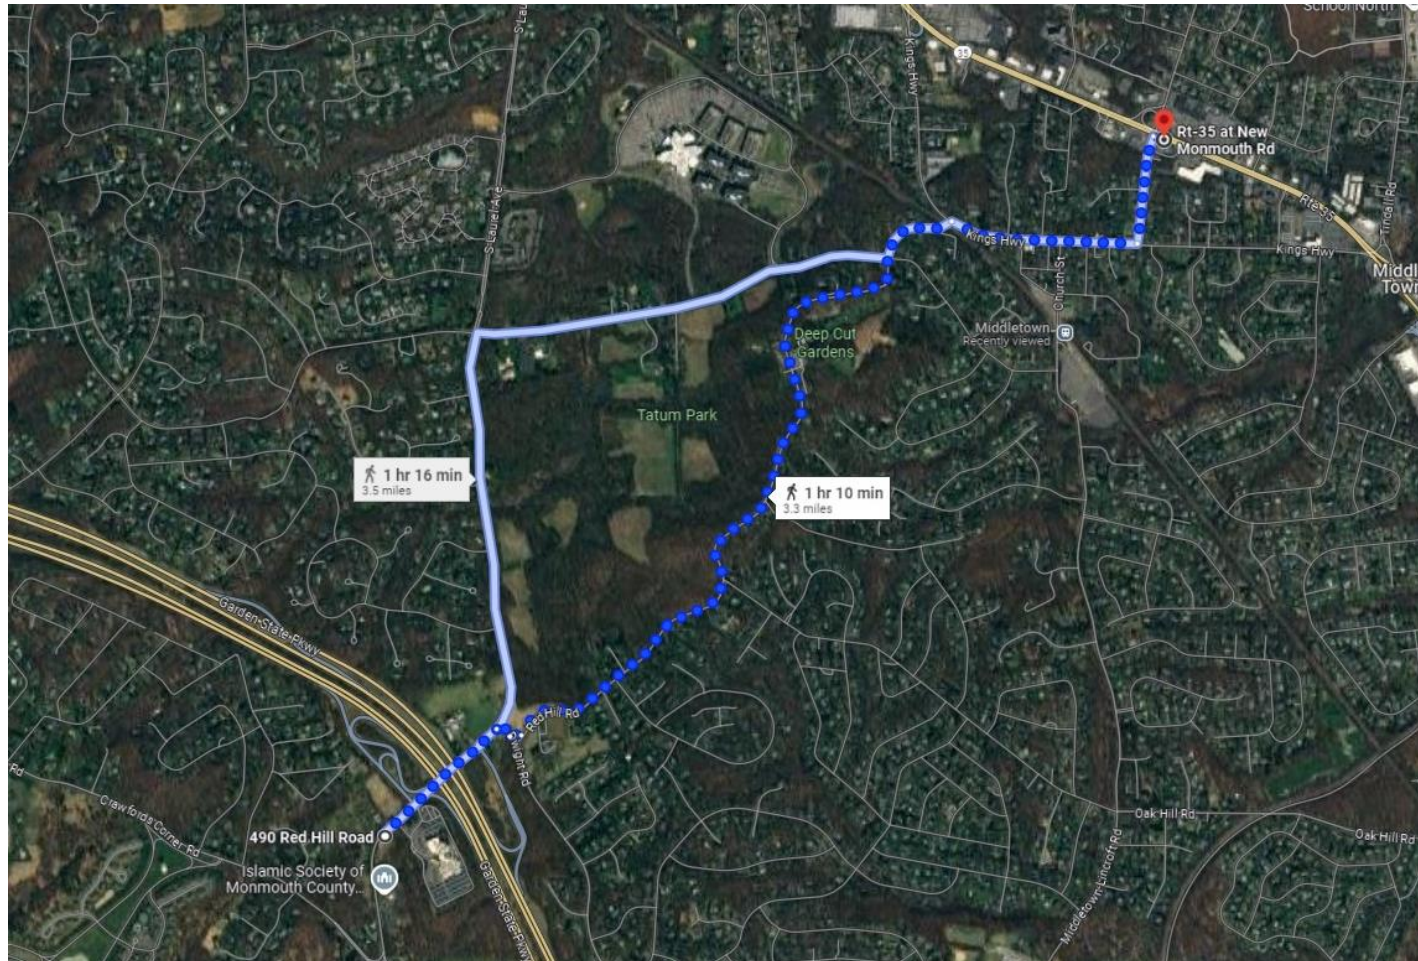 School North
S Lau
Kings Hwy
35
Rt-35 at New
Monmouth Rd
Rte 35
Tindall Rd
S Laurel Ave
Kings Hwy
Kings Hwy
Middl
Town
Church St
Middletown
Recently viewed
Deep Cut
Gardens
Tatum Park
1 hr 16 min
3.5 miles
1 hr 10 min
3.3 miles
Garden State Pkwy
Red Hill Rd
Dwight Rd
Rd
Crawfords Corner Rd
490 Red Hill Road
Islamic Society of
Monmouth County...
Garden State Pkwy
Oak Hill Rd
Oak Hill Rd
Middletown-Lincroft Rd